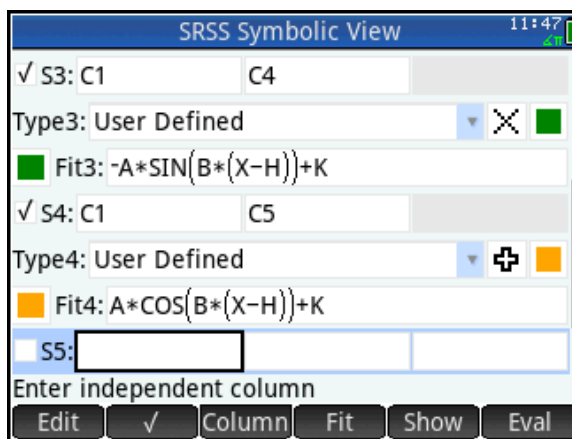 SRSS Symbolic View 11:47
∠π
√ S3: C1 C4
Type3: User Defined
Fit3: -A*SIN(B*(X-H))+K
√ S4: C1 C5
Type4: User Defined
Fit4: A*COS(B*(X-H))+K
S5:
Enter independent column
Edit √ Column Fit Show Eval